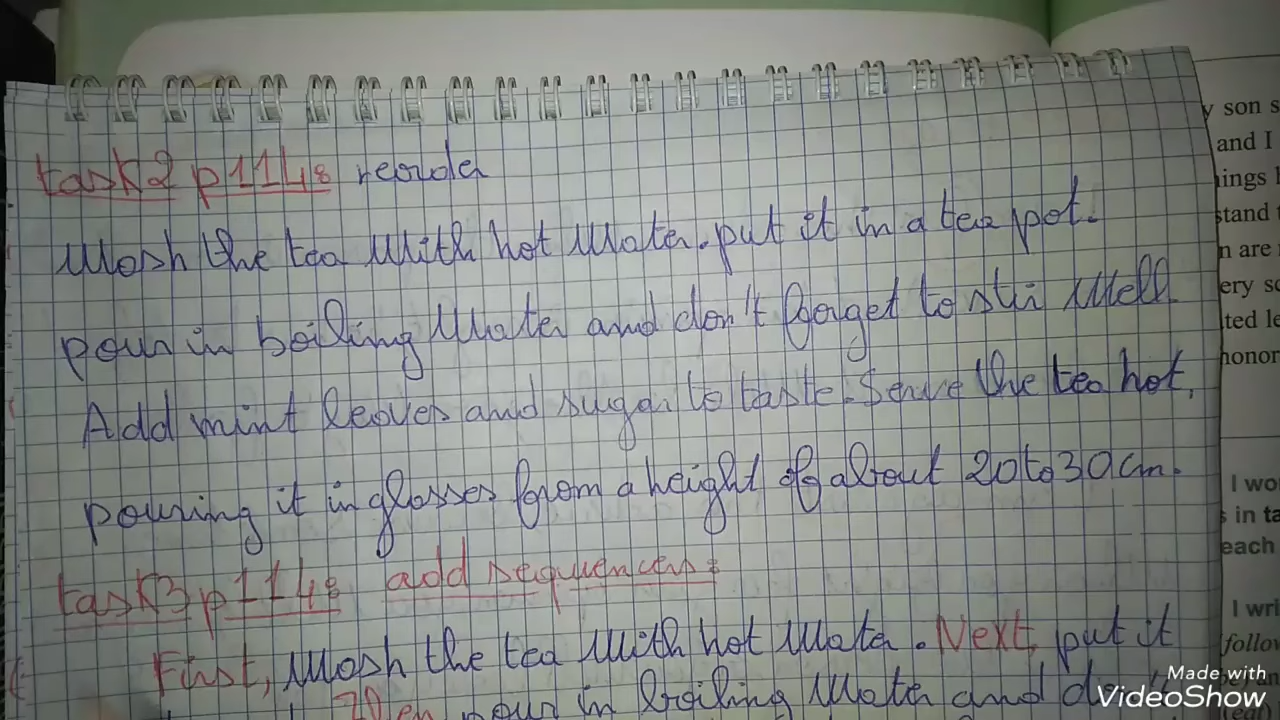 task2 p114: reorder
Wash the tea with hot water. put it in a tea pot.
pour in boiling water and don't forget to stir well
Add mint leaves and sugar to taste. Serve the tea hot,
pouring it in glasses from a height of about 20 to 30 cm.
task3 p114: add sequencers:
First, wash the tea with hot water. Next, put it
pour in boiling water and
y son s
and I
ings
stand
n are
ery so
ted le
honor
I wo
s in ta
each
I wri
follow
Made with
VideoShow